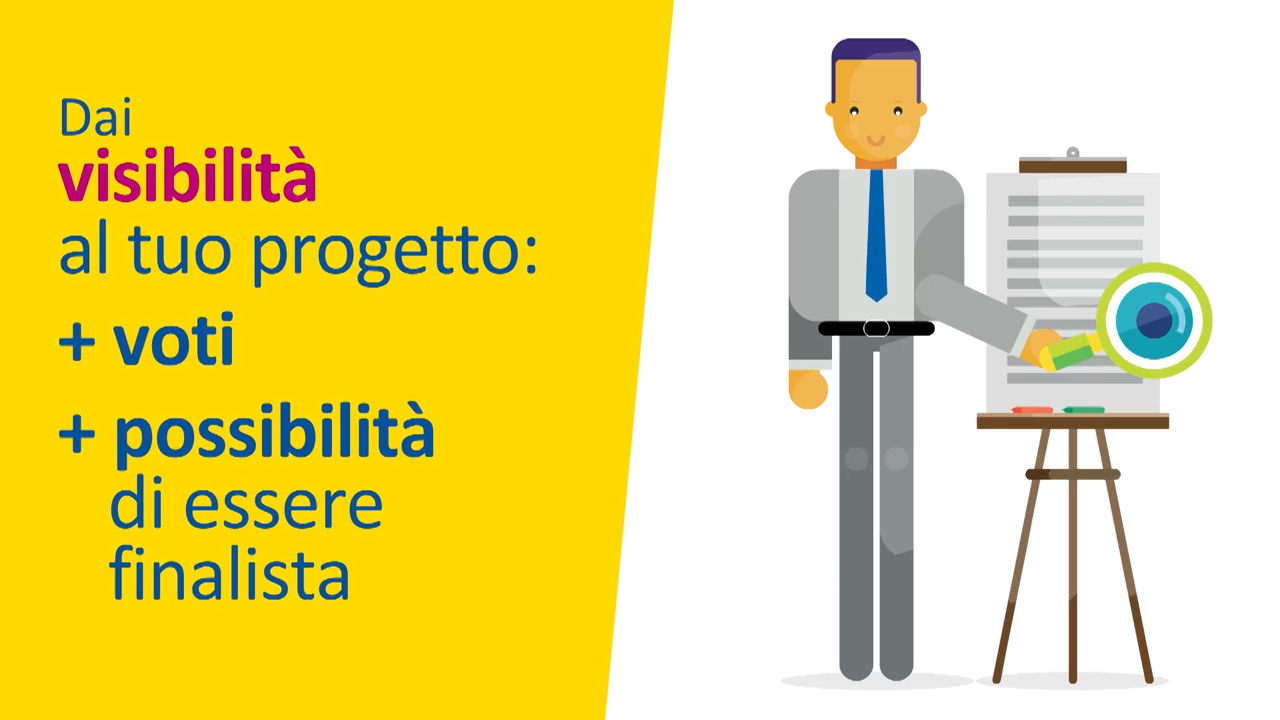 Dai
visibilità
al tuo progetto:
+ voti
+ possibilità
di essere
finalista